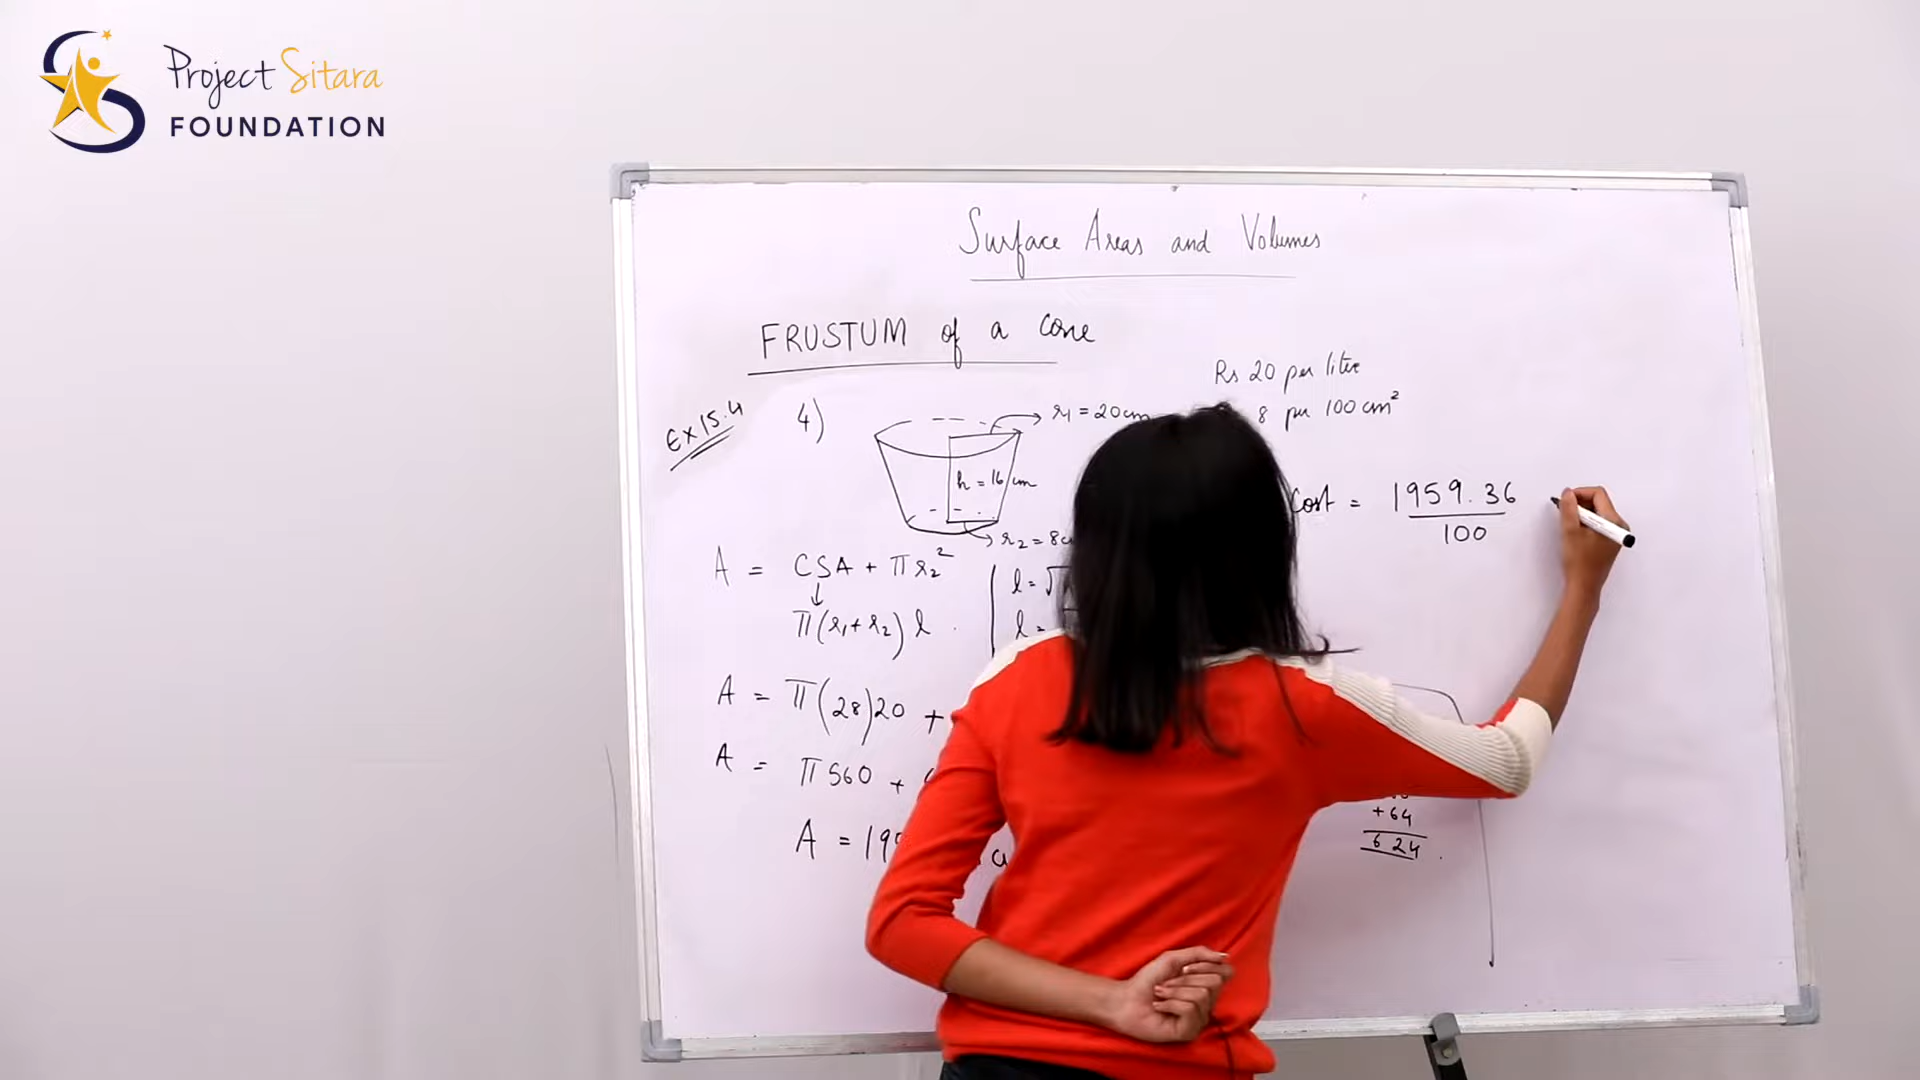 Project Sitara
FOUNDATION
Surface Areas and Volumes
FRUSTUM of a cone
Rs 20 per litre
8 per 100 cm²
Ex 15.4
4)
r₁ = 20cm
h = 16 cm
r₂ = 8c
Cost = 1959.36
100
A = CSA + πr₂²
l = √
π(r₁+r₂) l .
l =
A = π(28)20 +
A = π560 +
+ 64
624 .
A = 19